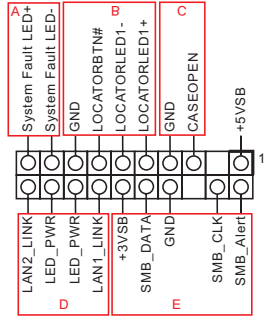 A
B
C
System Fault LED+
System Fault LED-
GND
LOCATORBTN#
LOCATORLED1-
LOCATORLED1+
GND
CASEOPEN
+5VSB
1
LAN2_LINK
LED_PWR
LED_PWR
LAN1_LINK
+3VSB
SMB_DATA
GND
SMB_CLK
SMB_Alert
D
E